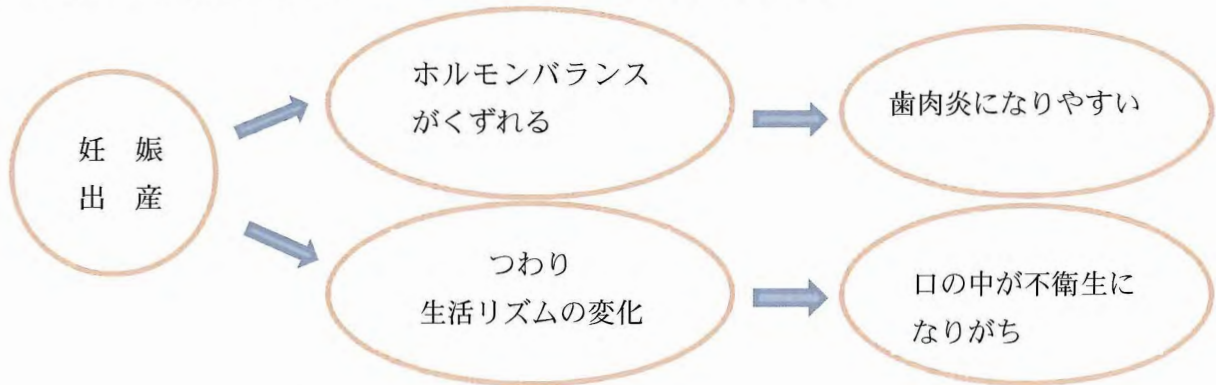 妊　娠
出　産
ホルモンバランス
がくずれる
歯肉炎になりやすい
つわり
生活リズムの変化
口の中が不衛生に
なりがち